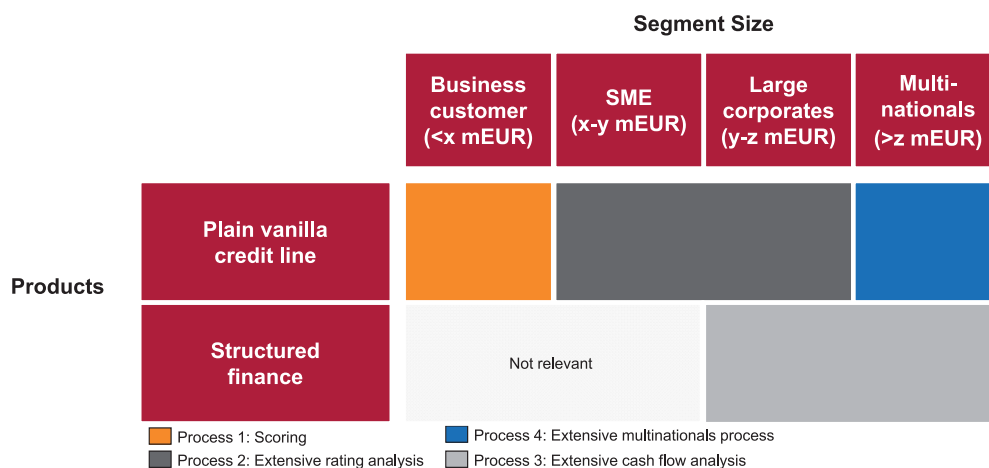 Segment Size
Business
customer
(<x mEUR)
SME
(x-y mEUR)
Large
corporates
(y-z mEUR)
Multi-
nationals
(>z mEUR)
Products
Plain vanilla
credit line
Structured
finance
Not relevant
Process 1: Scoring
Process 4: Extensive multinationals process
Process 2: Extensive rating analysis
Process 3: Extensive cash flow analysis